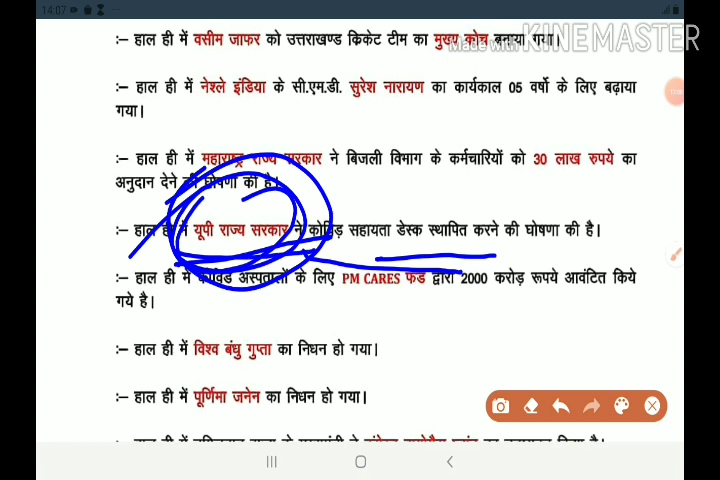 14:07
Made with KINEMASTER
:– हाल ही में वसीम जाफर को उत्तराखण्ड क्रिकेट टीम का मुख्य कोच बनाया गया।
:– हाल ही में नेश्ले इंडिया के सी.एम.डी. सुरेश नारायण का कार्यकाल 05 वर्षो के लिए बढ़ाया
गया।
:– हाल ही में महाराष्ट्र राज्य सरकार ने बिजली विभाग के कर्मचारियों को 30 लाख रुपये का
अनुदान देने की घोषणा की है।
:– हाल ही में यूपी राज्य सरकार ने कोविड़ सहायता डेस्क स्थापित करने की घोषणा की है।
:– हाल ही में कोविड अस्पतालों के लिए PM CARES फंड द्वारा 2000 करोड़ रूपये आवंटित किये
गये है।
:– हाल ही में विश्व बंधु गुप्ता का निधन हो गया।
:– हाल ही में पूर्णिमा जनेन का निधन हो गया।
:– हाल ही में